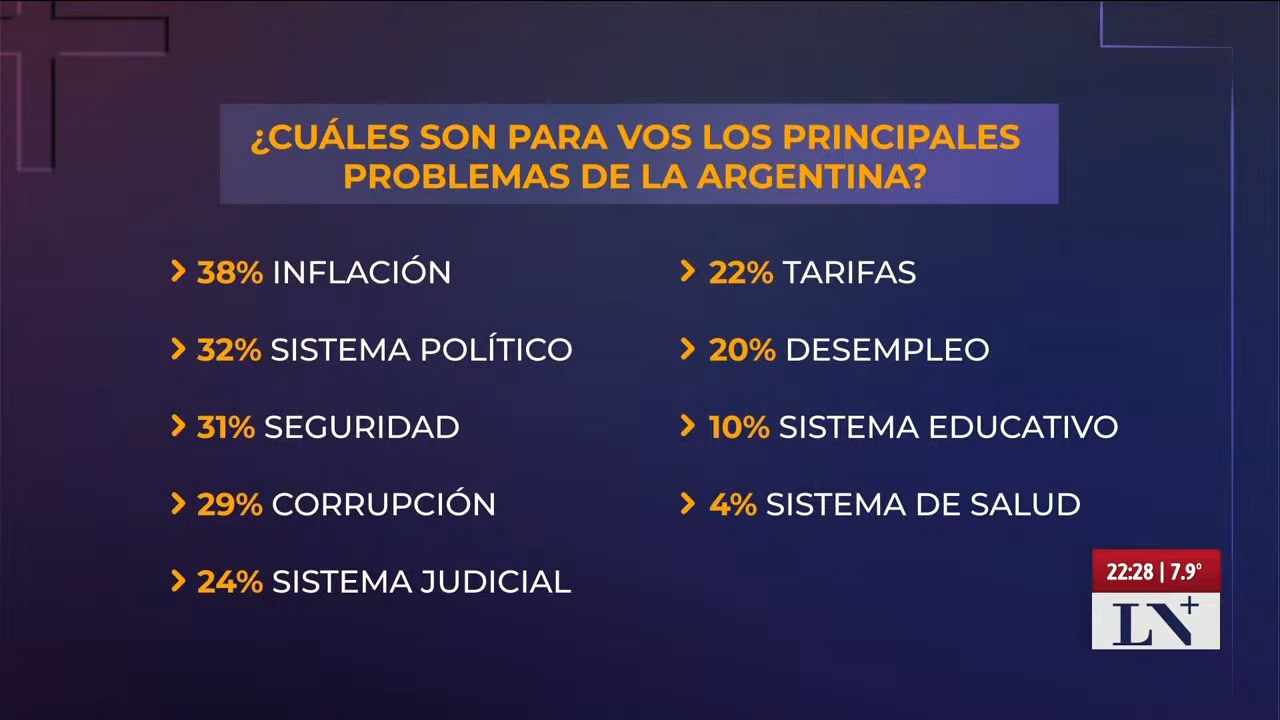 ¿CUÁLES SON PARA VOS LOS PRINCIPALES
PROBLEMAS DE LA ARGENTINA?
38% INFLACIÓN
32% SISTEMA POLÍTICO
31% SEGURIDAD
29% CORRUPCIÓN
24% SISTEMA JUDICIAL
22% TARIFAS
20% DESEMPLEO
10% SISTEMA EDUCATIVO
4% SISTEMA DE SALUD
22:28 | 7.9°
LN+